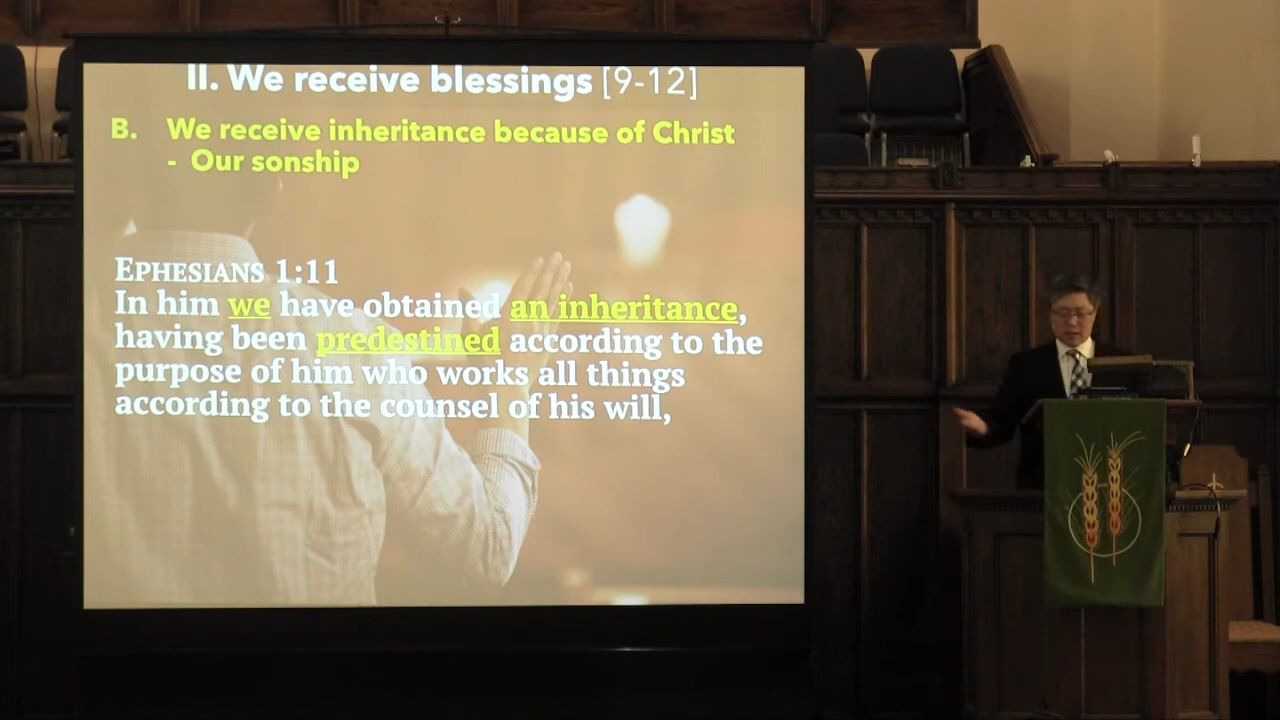 II. We receive blessings [9-12]
B. We receive inheritance because of Christ
- Our sonship
EPHESIANS 1:11
In him we have obtained an inheritance,
having been predestined according to the
purpose of him who works all things
according to the counsel of his will,